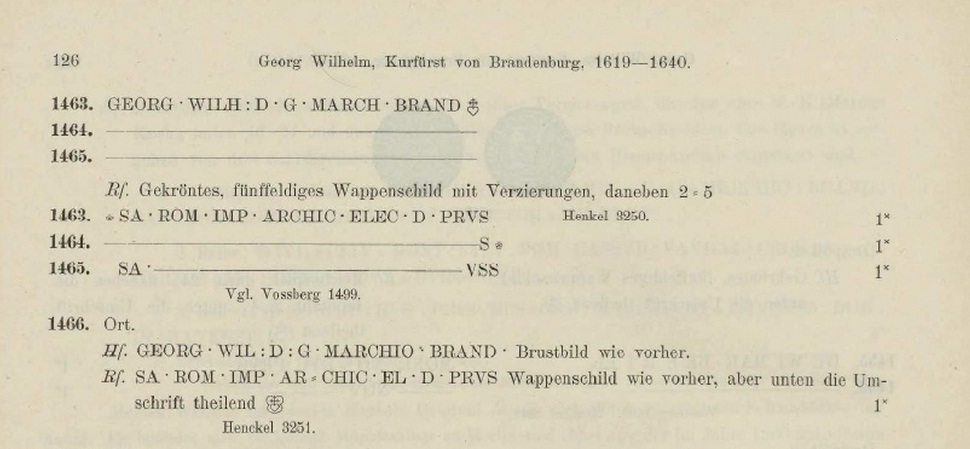 126 Georg Wilhelm, Kurfürst von Brandenburg, 1619—1640.
1463. GEORG · WILH : D · G · MARCH · BRAND
1464. ———
1465. ———
Rf. Gekröntes, fünffeldiges Wappenschild mit Verzierungen, daneben 2 * 5
1463. * SA · ROM · IMP · ARCHIC · ELEC · D · PRVS Henkel 3250. 1*
1464. ——— S * 1*
1465. SA · ——— VSS 1*
Vgl. Vossberg 1499.
1466. Ort.
Hf. GEORG · WIL : D : G · MARCHIO · BRAND · Brustbild wie vorher.
Rf. SA · ROM · IMP · AR * CHIC · EL · D · PRVS Wappenschild wie vorher, aber unten die Um-
schrift theilend 1*
Henckel 3251.